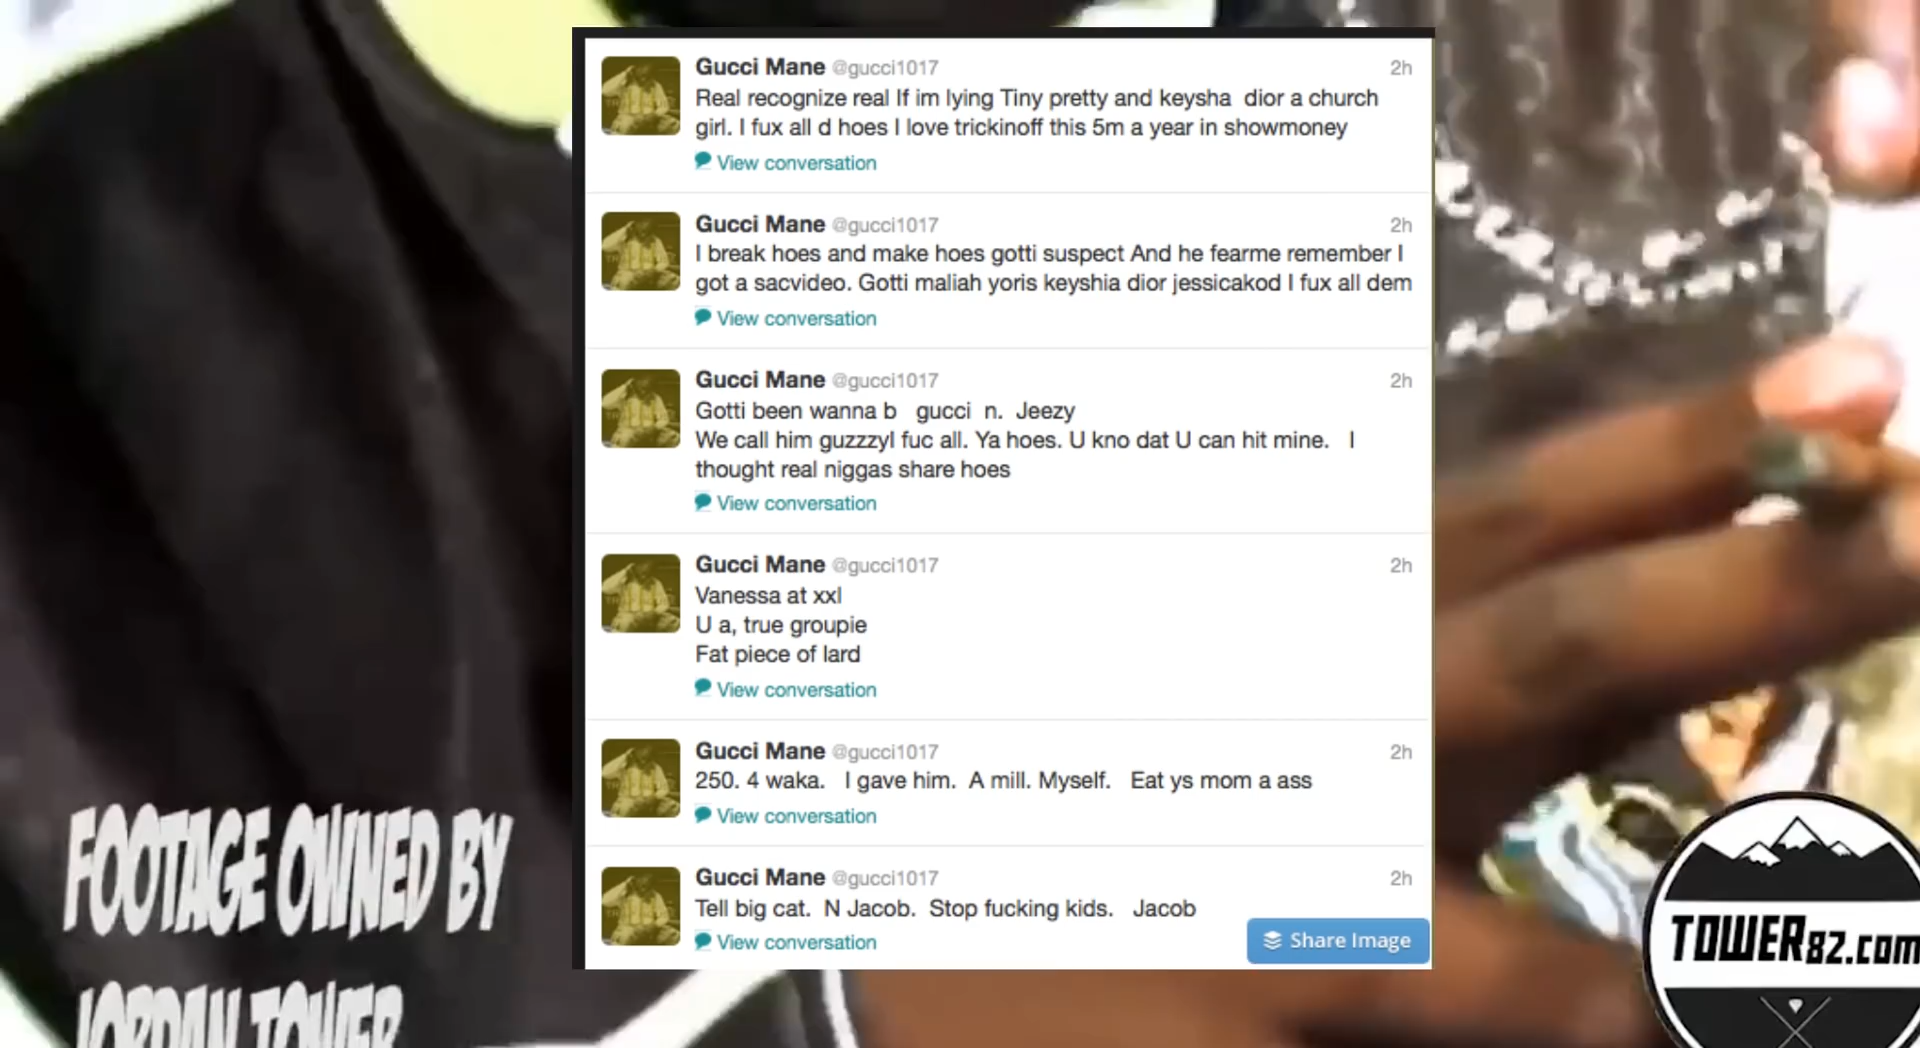 Gucci Mane @gucci1017 2h
Real recognize real If im lying Tiny pretty and keysha dior a church
girl. I fux all d hoes I love trickinoff this 5m a year in showmoney
View conversation
Gucci Mane @gucci1017 2h
I break hoes and make hoes gotti suspect And he fearme remember I
got a sacvideo. Gotti maliah yoris keyshia dior jessicakod I fux all dem
View conversation
Gucci Mane @gucci1017 2h
Gotti been wanna b gucci n. Jeezy
We call him guzzzyI fuc all. Ya hoes. U kno dat U can hit mine. I
thought real niggas share hoes
View conversation
Gucci Mane @gucci1017 2h
Vanessa at xxl
U a, true groupie
Fat piece of lard
View conversation
Gucci Mane @gucci1017 2h
250. 4 waka. I gave him. A mill. Myself. Eat ys mom a ass
View conversation
Gucci Mane @gucci1017 2h
Tell big cat. N Jacob. Stop fucking kids. Jacob
View conversation
Share Image
FOOTAGE OWNED BY
JORDAN TOWER
TOWER82.com